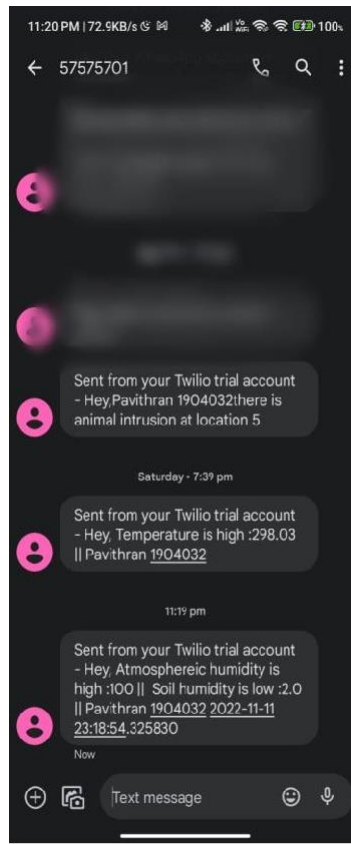 11:20 PM | 72.9KB/s
Vo
WiFi
100%
57575701
Sent from your Twilio trial account
- Hey,Pavithran 1904032there is
animal intrusion at location 5
Saturday • 7:39 pm
Sent from your Twilio trial account
- Hey, Temperature is high :298.03
|| Pavithran 1904032
11:19 pm
Sent from your Twilio trial account
- Hey, Atmosphereic humidity is
high :100 || Soil humidity is low :2.0
|| Pavithran 1904032 2022-11-11
23:18:54.325830
Now
Text message